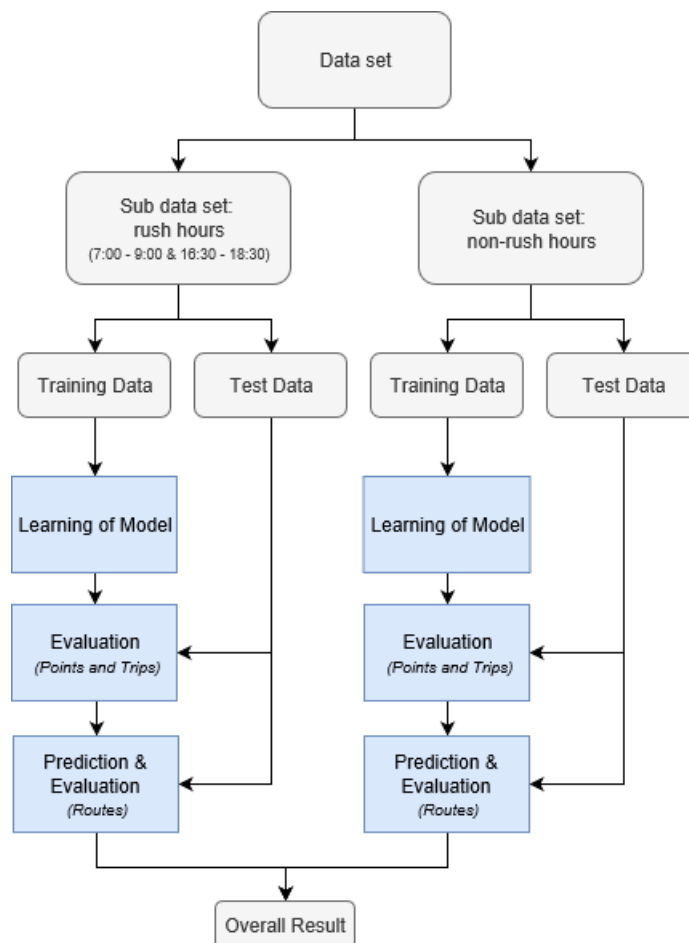 Data set
Sub data set:
rush hours
(7:00 - 9:00 & 16:30 - 18:30)
Sub data set:
non-rush hours
Training Data
Test Data
Training Data
Test Data
Learning of Model
Learning of Model
Evaluation
(Points and Trips)
Evaluation
(Points and Trips)
Prediction &
Evaluation
(Routes)
Prediction &
Evaluation
(Routes)
Overall Result